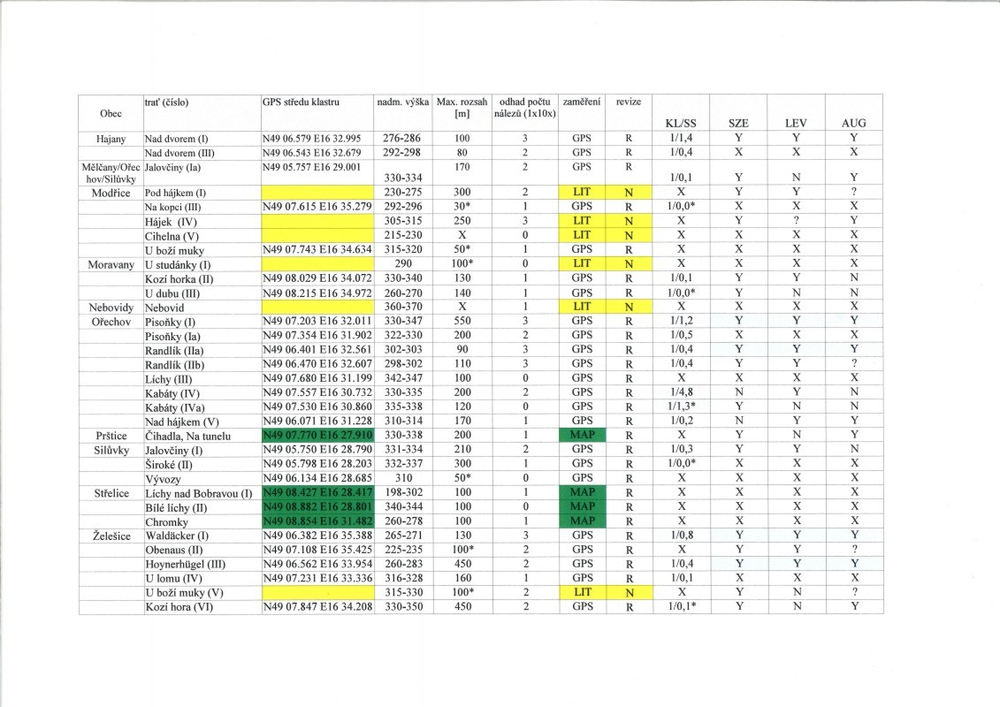 Obec trať (číslo) GPS středu klastru nadm. výška Max. rozsah [m] odhad počtu nálezů (1x10x) zaměření revize KL/SS SZE LEV AUG
Hajany Nad dvorem (I) N49 06.579 E16 32.995 276-286 100 3 GPS R 1/1,4 Y Y Y
Nad dvorem (III) N49 06.543 E16 32.679 292-298 80 2 GPS R 1/0,4 X X X
Mělčany/Ořechov/Silůvky Jalovčiny (Ia) N49 05.757 E16 29.001 330-334 170 2 GPS R 1/0,1 Y N Y
Modřice Pod hájkem (I) 230-275 300 2 LIT N X Y Y ?
Na kopci (III) N49 07.615 E16 35.279 292-296 30* 1 GPS R 1/0,0* X X X
Hájek (IV) 305-315 250 3 LIT N X Y ? Y
Cihelna (V) 215-230 X 0 LIT N X X X X
U boží muky N49 07.743 E16 34.634 315-320 50* 1 GPS R X X X X
Moravany U studánky (I) 290 100* 0 LIT N X X X X
Kozí horka (II) N49 08.029 E16 34.072 330-340 130 1 GPS R 1/0,1 Y Y N
U dubu (III) N49 08.215 E16 34.972 260-270 140 1 GPS R 1/0,0* Y N N
Nebovidy Nebovid 360-370 X 1 LIT N X X X X
Ořechov Pisoňky (I) N49 07.203 E16 32.011 330-347 550 3 GPS R 1/1,2 Y Y Y
Pisoňky (Ia) N49 07.354 E16 31.902 322-330 200 2 GPS R 1/0,5 X X X
Randlík (IIa) N49 06.401 E16 32.561 302-303 90 3 GPS R 1/0,4 Y Y Y
Randlík (IIb) N49 06.470 E16 32.607 298-302 110 3 GPS R 1/0,4 Y Y ?
Líchy (III) N49 07.680 E16 31.199 342-347 100 0 GPS R X X X X
Kabáty (IV) N49 07.557 E16 30.732 330-335 200 2 GPS R 1/4,8 N Y N
Kabáty (IVa) N49 07.530 E16 30.860 335-338 120 0 GPS R 1/1,3* Y N N
Nad hájkem (V) N49 06.071 E16 31.228 310-314 170 1 GPS R 1/0,2 N Y Y
Prštice Čihadla, Na tunelu N49 07.770 E16 27.910 330-338 200 1 MAP R X Y N Y
Silůvky Jalovčiny (I) N49 05.750 E16 28.790 331-334 210 2 GPS R 1/0,3 Y Y N
Široké (II) N49 05.798 E16 28.203 332-337 300 1 GPS R 1/0,0* X X X
Vývozy N49 06.134 E16 28.685 310 50* 0 GPS R X X X X
Střelice Líchy nad Bobravou (I) N49 08.427 E16 28.417 198-302 100 1 MAP R X X X X
Bílé líchy (II) N49 08.882 E16 28.801 340-344 100 0 MAP R X X X X
Chromky N49 08.854 E16 31.482 260-278 100 1 MAP R X X X X
Želešice Waldäcker (I) N49 06.382 E16 35.388 265-271 130 3 GPS R 1/0,8 Y Y Y
Obenaus (II) N49 07.108 E16 35.425 225-235 100* 2 GPS R X Y Y ?
Hoynerhügel (III) N49 06.562 E16 33.954 260-283 450 2 GPS R 1/0,4 Y Y Y
U lomu (IV) N49 07.231 E16 33.336 316-328 160 1 GPS R 1/0,1 X X X
U boží muky (V) 315-330 100* 2 LIT N X Y N ?
Kozí hora (VI) N49 07.847 E16 34.208 330-350 450 2 GPS R 1/0,1* Y N Y